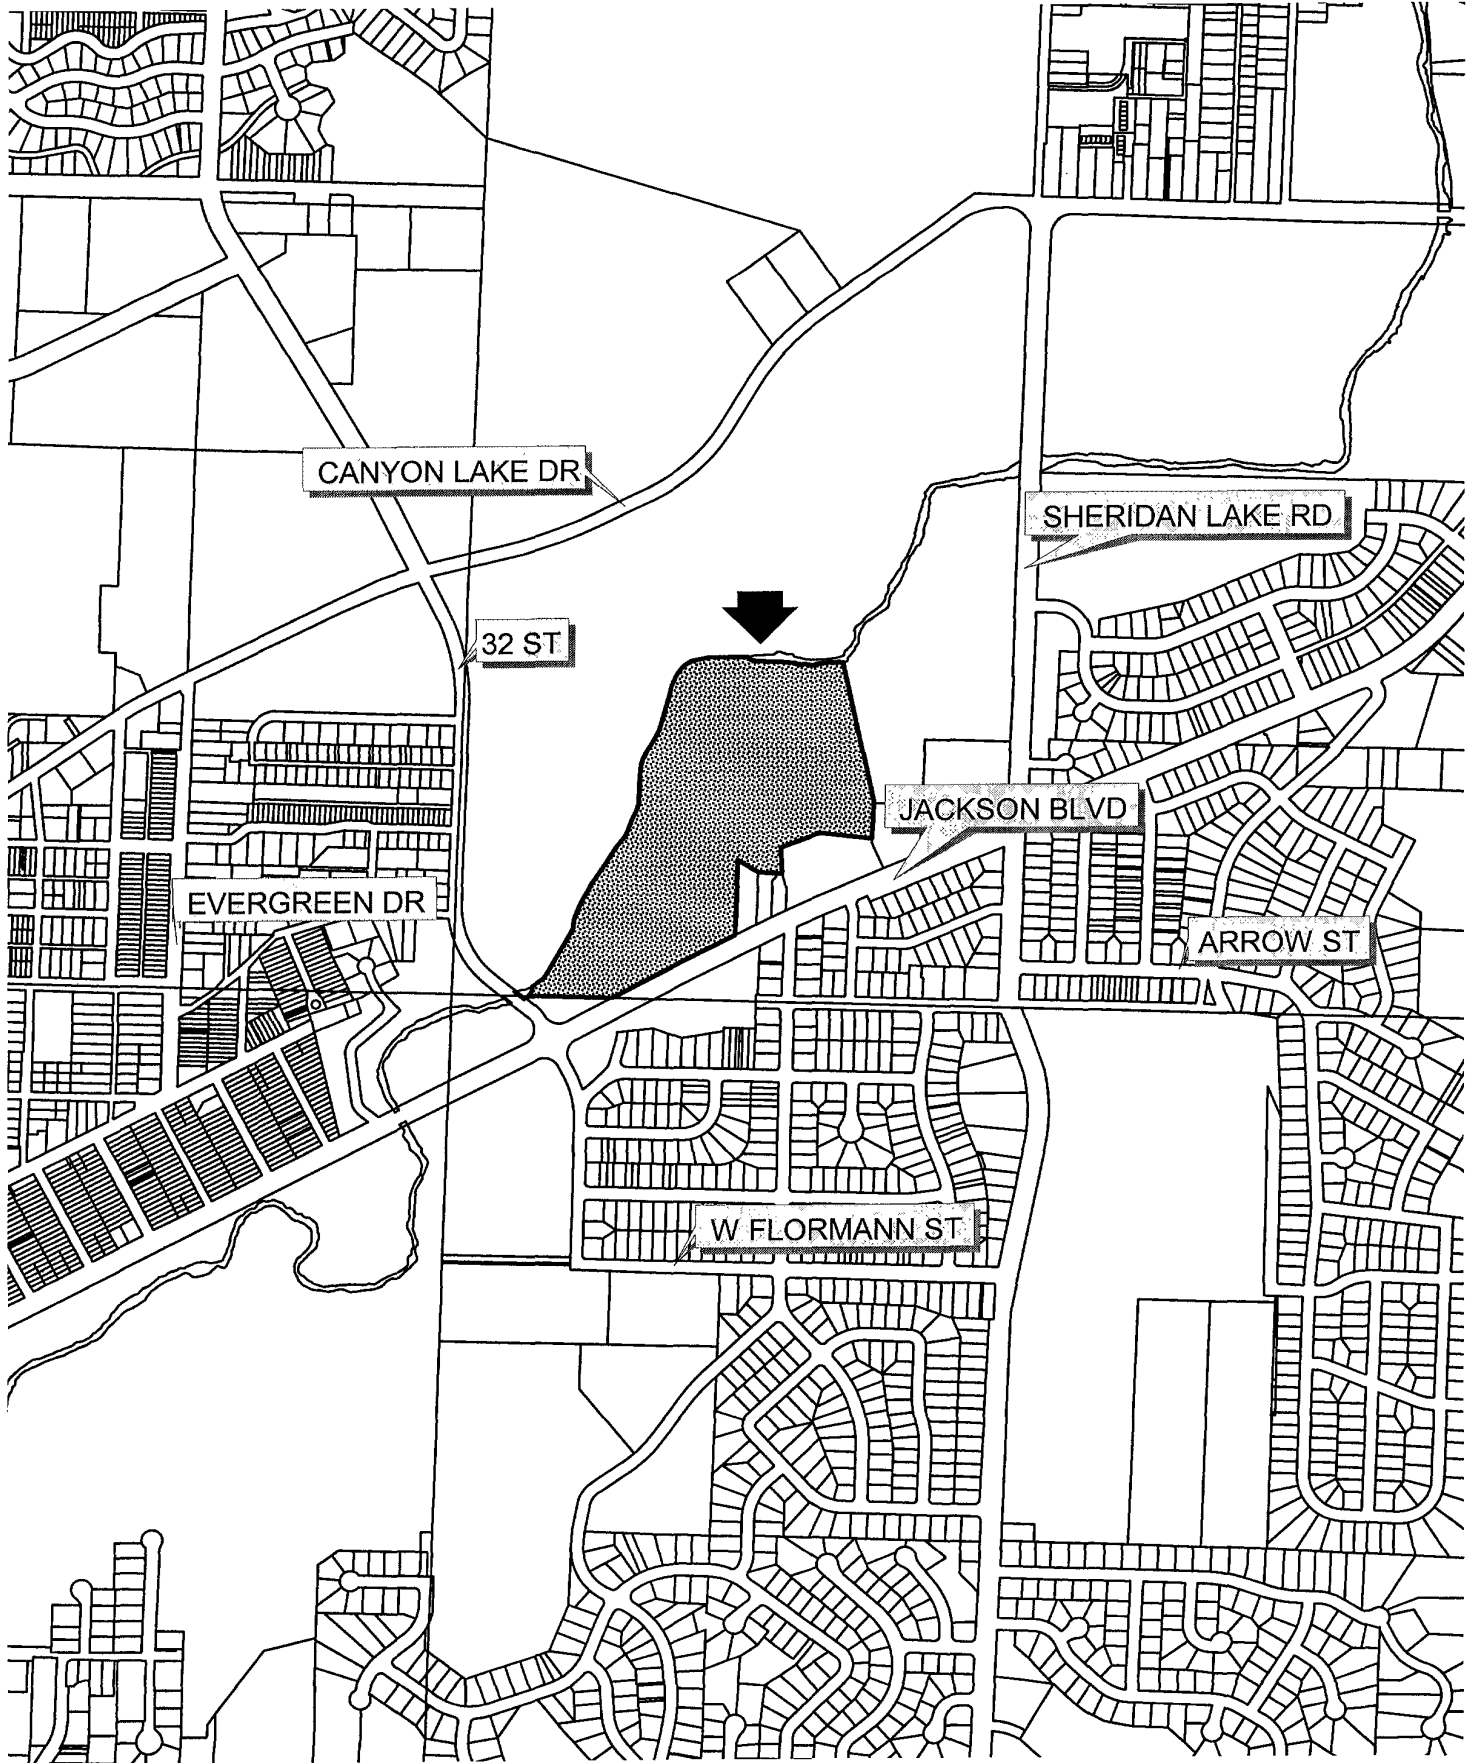 CANYON LAKE DR
SHERIDAN LAKE RD
32 ST
JACKSON BLVD
EVERGREEN DR
ARROW ST
W FLORMANN ST